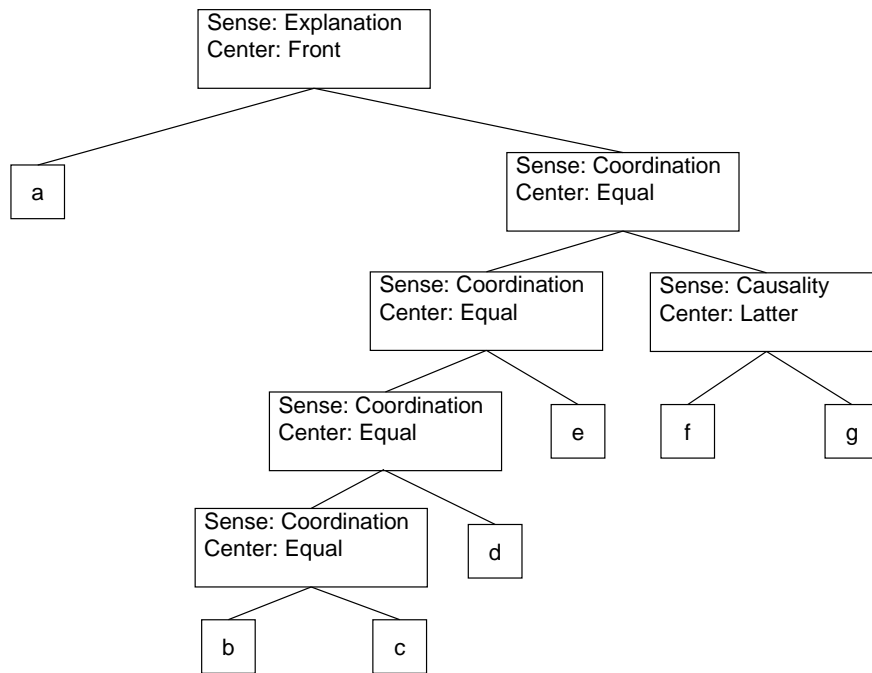 Sense: Explanation
Center: Front
a
Sense: Coordination
Center: Equal
Sense: Coordination
Center: Equal
Sense: Causality
Center: Latter
Sense: Coordination
Center: Equal
e
f
g
Sense: Coordination
Center: Equal
d
b
c